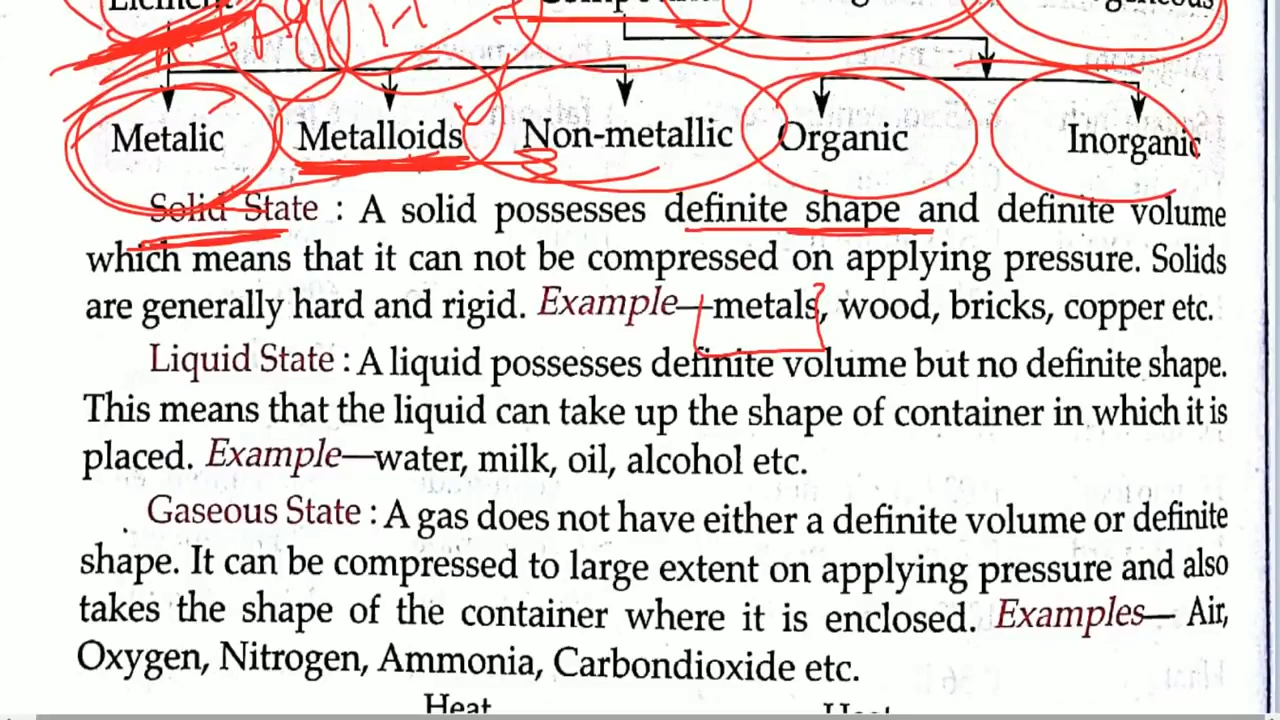 Element
Metalic Metalloids Non-metallic Organic Inorganic
Solid State : A solid possesses definite shape and definite volume
which means that it can not be compressed on applying pressure. Solids
are generally hard and rigid. Example—metals, wood, bricks, copper etc.
Liquid State : A liquid possesses definite volume but no definite shape.
This means that the liquid can take up the shape of container in which it is
placed. Example—water, milk, oil, alcohol etc.
Gaseous State : A gas does not have either a definite volume or definite
shape. It can be compressed to large extent on applying pressure and also
takes the shape of the container where it is enclosed. Examples— Air,
Oxygen, Nitrogen, Ammonia, Carbondioxide etc.
Heat Heat